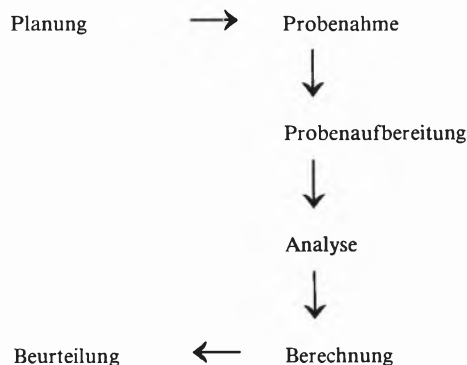 Planung → Probenahme
↓
Probenaufbereitung
↓
Analyse
↓
Beurteilung ← Berechnung